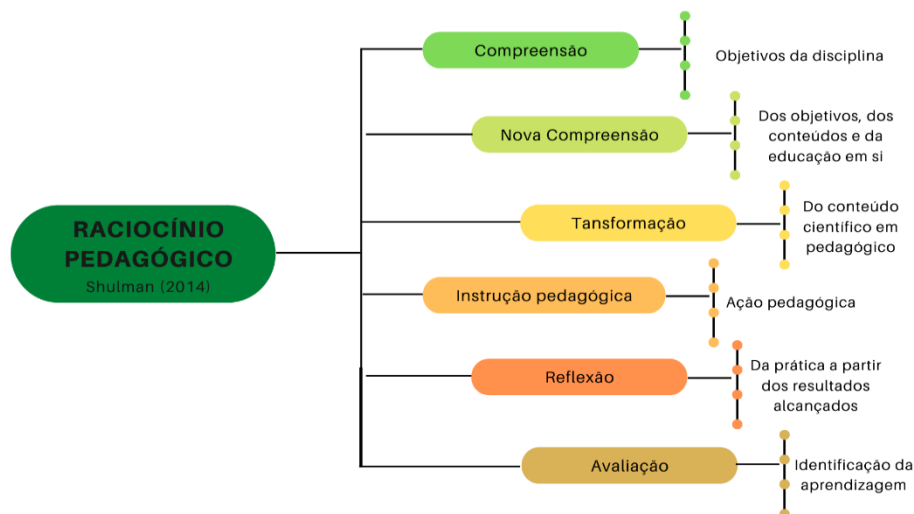 RACIOCÍNIO
PEDAGÓGICO
Shulman (2014)
Compreensão
Objetivos da disciplina
Nova Compreensão
Dos objetivos, dos
conteúdos e da
educação em si
Tansformação
Do conteúdo
científico em
pedagógico
Instrução pedagógica
Ação pedagógica
Reflexão
Da prática a partir
dos resultados
alcançados
Avaliação
Identificação da
aprendizagem